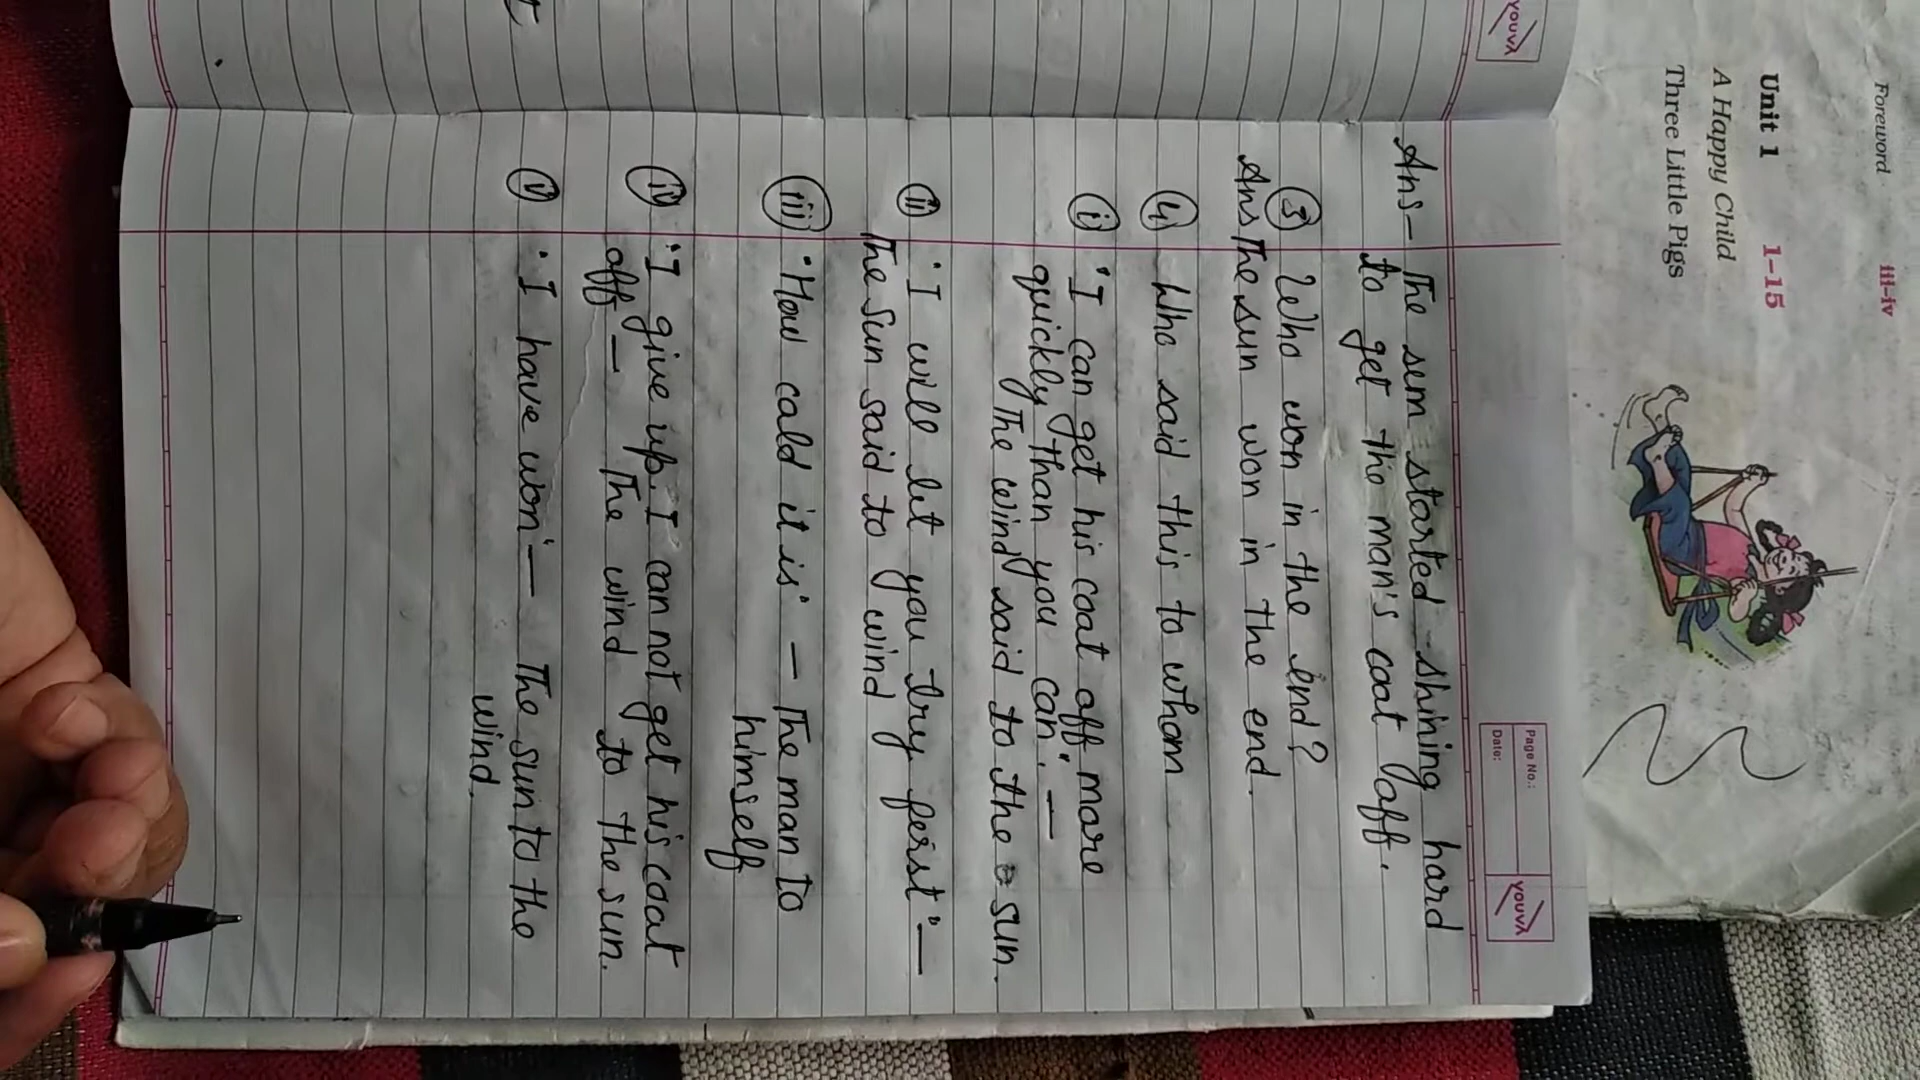 Foreword iii-iv
Unit 1 1-15
A Happy Child
Three Little Pigs
youva
Page No.:
Date:
youva
Ans- The sun started shining hard
to get the man's coat off.
③ Who won in the end?
Ans The sun won in the end.
④ Who said this to whom
ⓘ 'I can get his coat off more
quickly than you can'. —
The wind said to the sun.
ⓘⓘ 'I will let you try first" —
The Sun said to wind
ⓘⓘⓘ 'How cald it is' - The man to
himself
ⓘⓥ 'I give up. I can not get his coat
off - The wind to the sun.
ⓥ 'I have won' - The sun to the
wind.